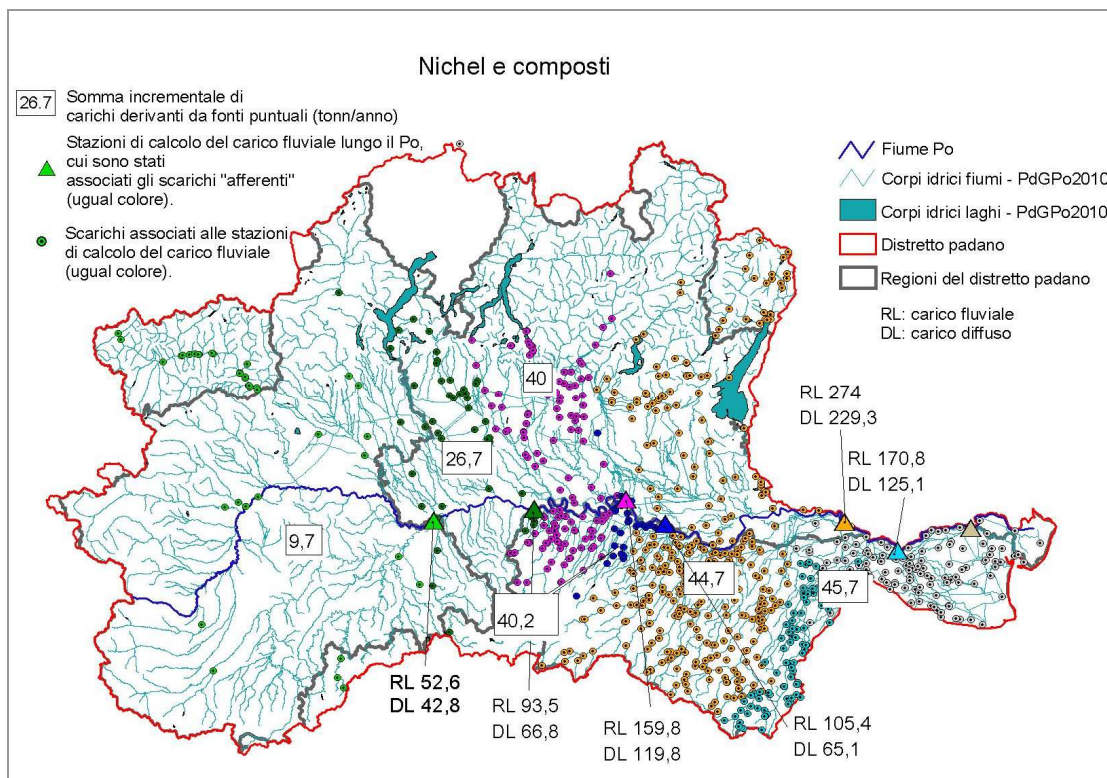 Nichel e composti
26.7
Somma incrementale di
carichi derivanti da fonti puntuali (tonn/anno)
Stazioni di calcolo del carico fluviale lungo il Po,
cui sono stati
associati gli scarichi "afferenti"
(ugual colore).
Scarichi associati alle stazioni
di calcolo del carico fluviale
(ugual colore).
Fiume Po
Corpi idrici fiumi - PdGPo2010
Corpi idrici laghi - PdGPo2010
Distretto padano
Regioni del distretto padano
RL: carico fluviale
DL: carico diffuso
40
26,7
9,7
40,2
44,7
45,7
RL 274
DL 229,3
RL 170,8
DL 125,1
RL 52,6
DL 42,8
RL 93,5
DL 66,8
RL 159,8
DL 119,8
RL 105,4
DL 65,1